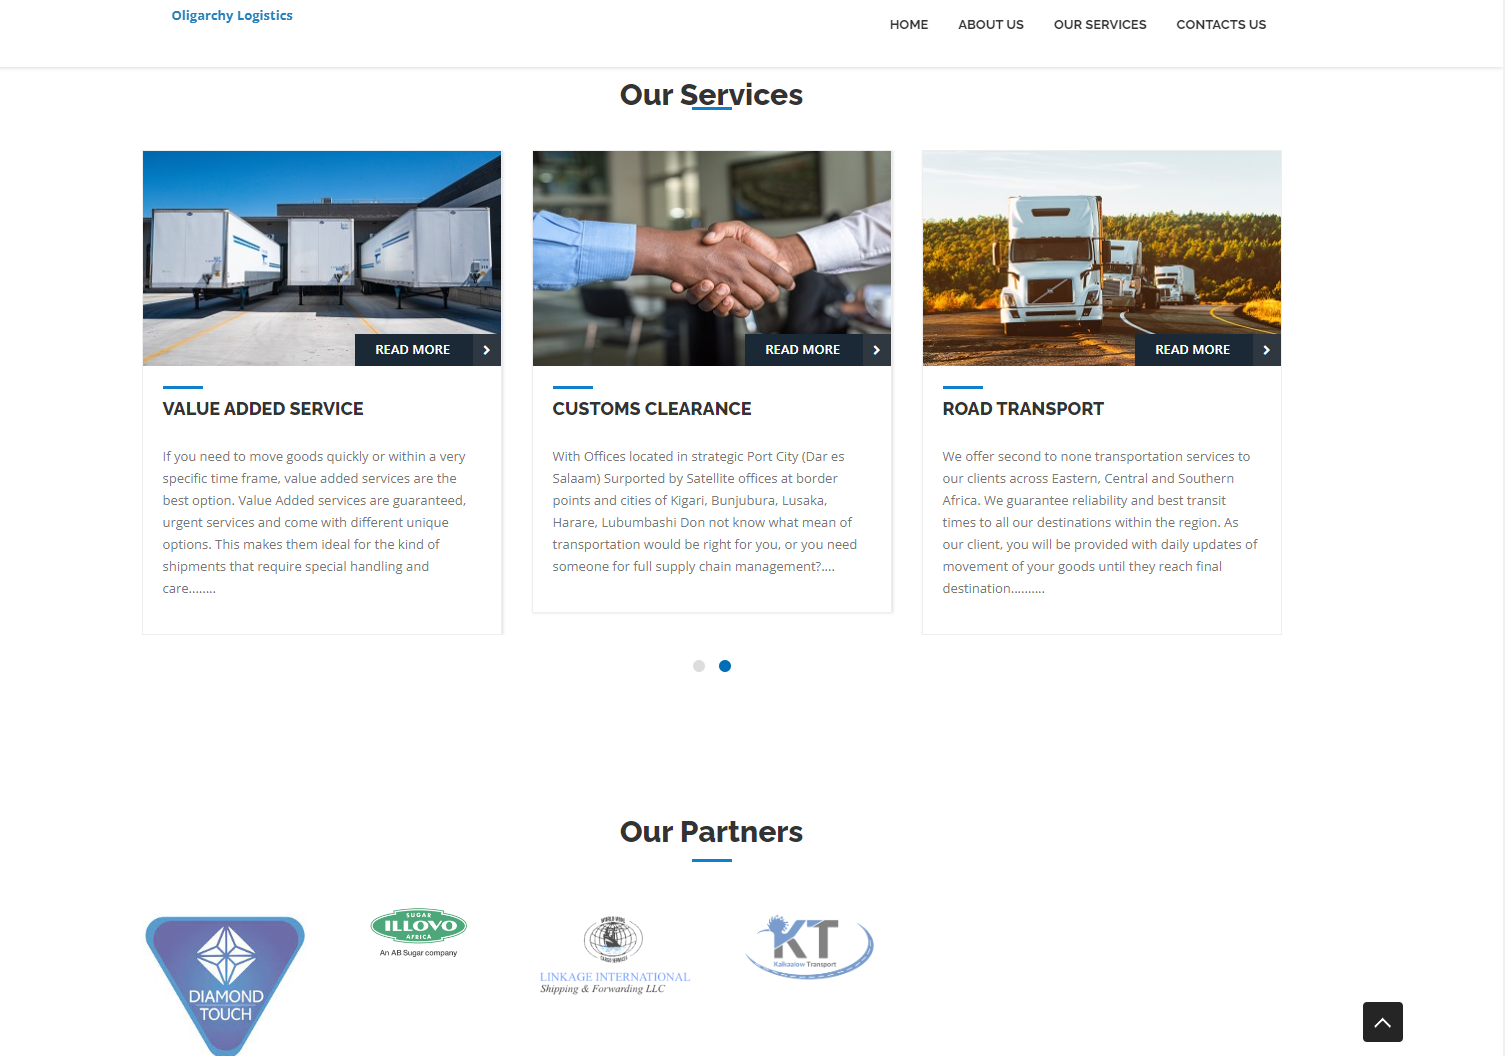 Oligarchy Logistics
HOME ABOUT US OUR SERVICES CONTACTS US
Our Services
READ MORE
READ MORE
READ MORE
VALUE ADDED SERVICE
If you need to move goods quickly or within a very
specific time frame, value added services are the
best option. Value Added services are guaranteed,
urgent services and come with different unique
options. This makes them ideal for the kind of
shipments that require special handling and
care........
CUSTOMS CLEARANCE
With Offices located in strategic Port City (Dar es
Salaam) Surported by Satellite offices at border
points and cities of Kigari, Bunjubura, Lusaka,
Harare, Lubumbashi Don not know what mean of
transportation would be right for you, or you need
someone for full supply chain management?....
ROAD TRANSPORT
We offer second to none transportation services to
our clients across Eastern, Central and Southern
Africa. We guarantee reliability and best transit
times to all our destinations within the region. As
our client, you will be provided with daily updates of
movement of your goods until they reach final
destination..........
Our Partners
DIAMOND
TOUCH
SUGAR
ILLOVO
AFRICA
An AB Sugar company
WORLD WIDE
LINKAGE INTERNATIONAL
Shipping & Forwarding LLC
KT
Kalkaalow Transport